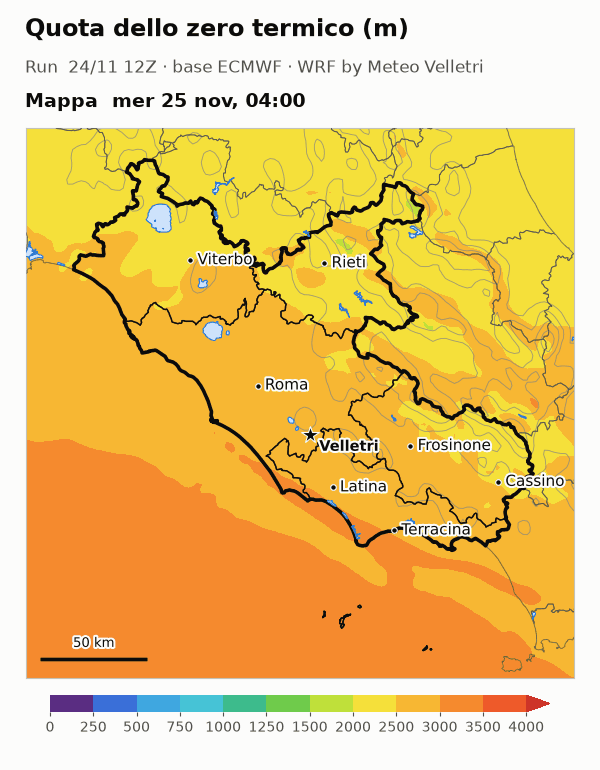 Quota dello zero termico (m)
Run  24/11 12Z · base ECMWF · WRF by Meteo Velletri
Mappa  mer 25 nov, 04:00
Viterbo
Rieti
Roma
Velletri
Frosinone
Cassino
Latina
Terracina
50 km
0 250 500 750 1000 1250 1500 2000 2500 3000 3500 4000